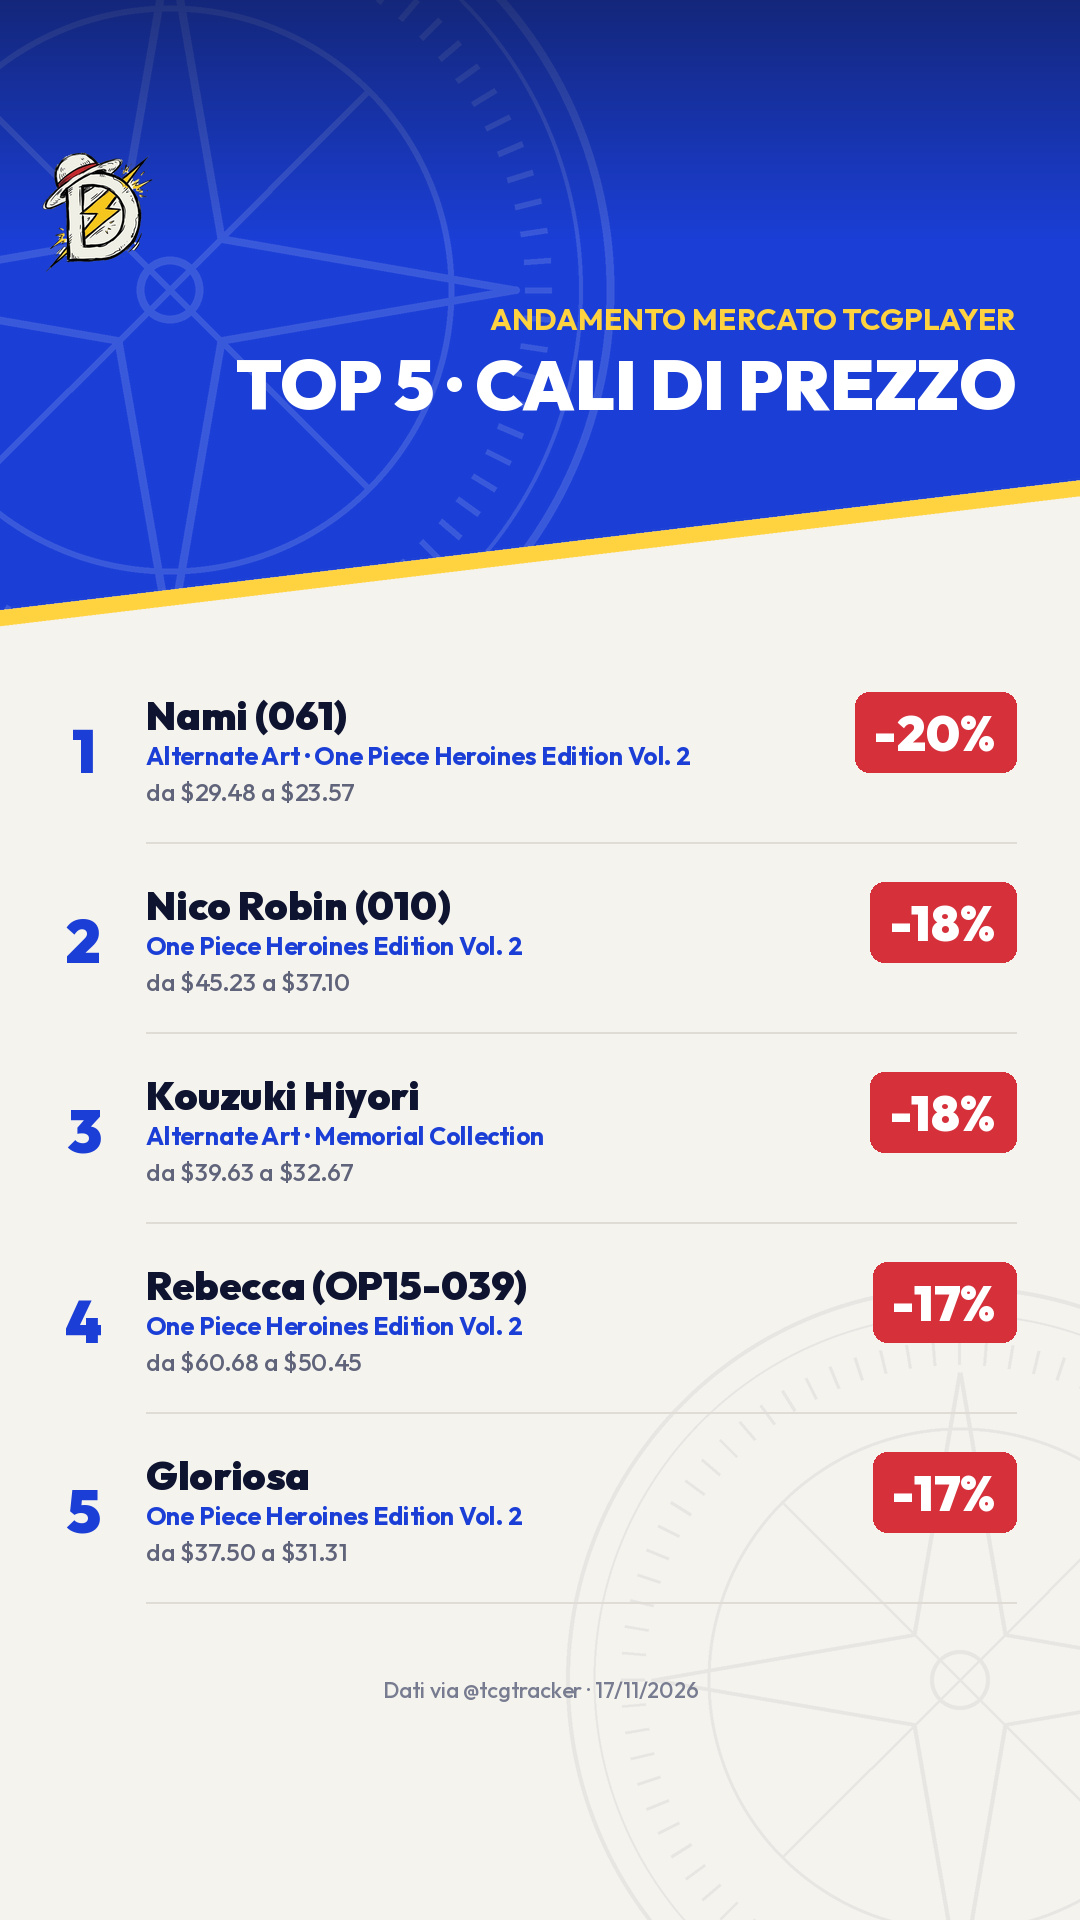 D
ANDAMENTO MERCATO TCGPLAYER
TOP 5 · CALI DI PREZZO
1
Nami (061)
Alternate Art · One Piece Heroines Edition Vol. 2
da $29.48 a $23.57
-20%
2
Nico Robin (010)
One Piece Heroines Edition Vol. 2
da $45.23 a $37.10
-18%
3
Kouzuki Hiyori
Alternate Art · Memorial Collection
da $39.63 a $32.67
-18%
4
Rebecca (OP15-039)
One Piece Heroines Edition Vol. 2
da $60.68 a $50.45
-17%
5
Gloriosa
One Piece Heroines Edition Vol. 2
da $37.50 a $31.31
-17%
Dati via @tcgtracker · 17/11/2026